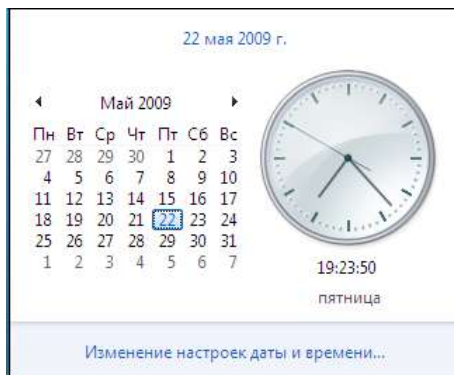 22 мая 2009 г.
Май 2009
Пн Вт Ср Чт Пт Сб Вс
27 28 29 30 1 2 3
4 5 6 7 8 9 10
11 12 13 14 15 16 17
18 19 20 21 22 23 24
25 26 27 28 29 30 31
1 2 3 4 5 6 7
19:23:50
пятница
Изменение настроек даты и времени...